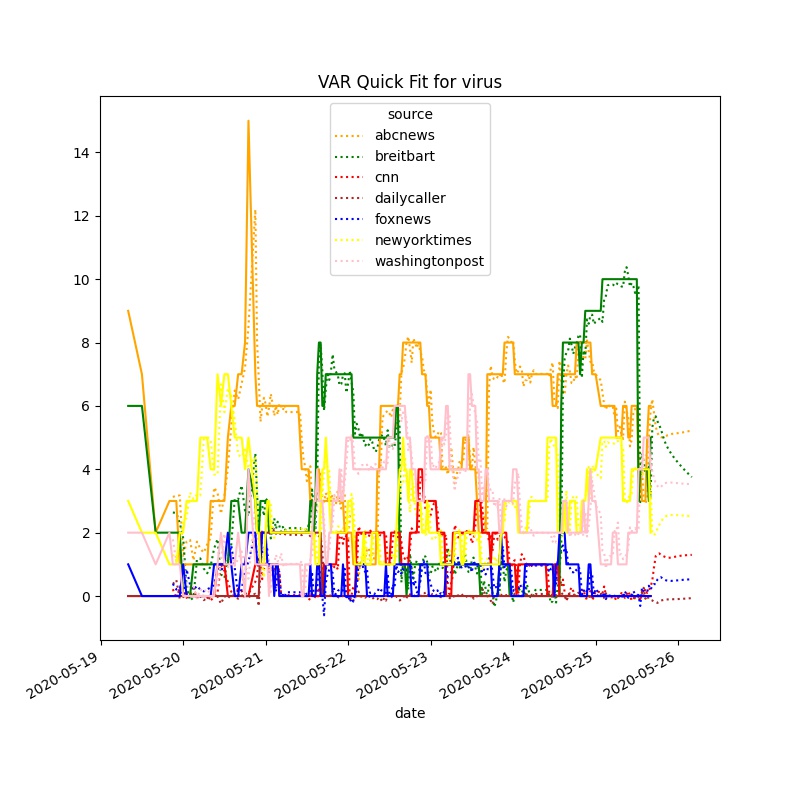 VAR Quick Fit for virus
source
abcnews
breitbart
cnn
dailycaller
foxnews
newyorktimes
washingtonpost
14
12
10
8
6
4
2
0
2020-05-19
2020-05-20
2020-05-21
2020-05-22
2020-05-23
2020-05-24
2020-05-25
2020-05-26
date